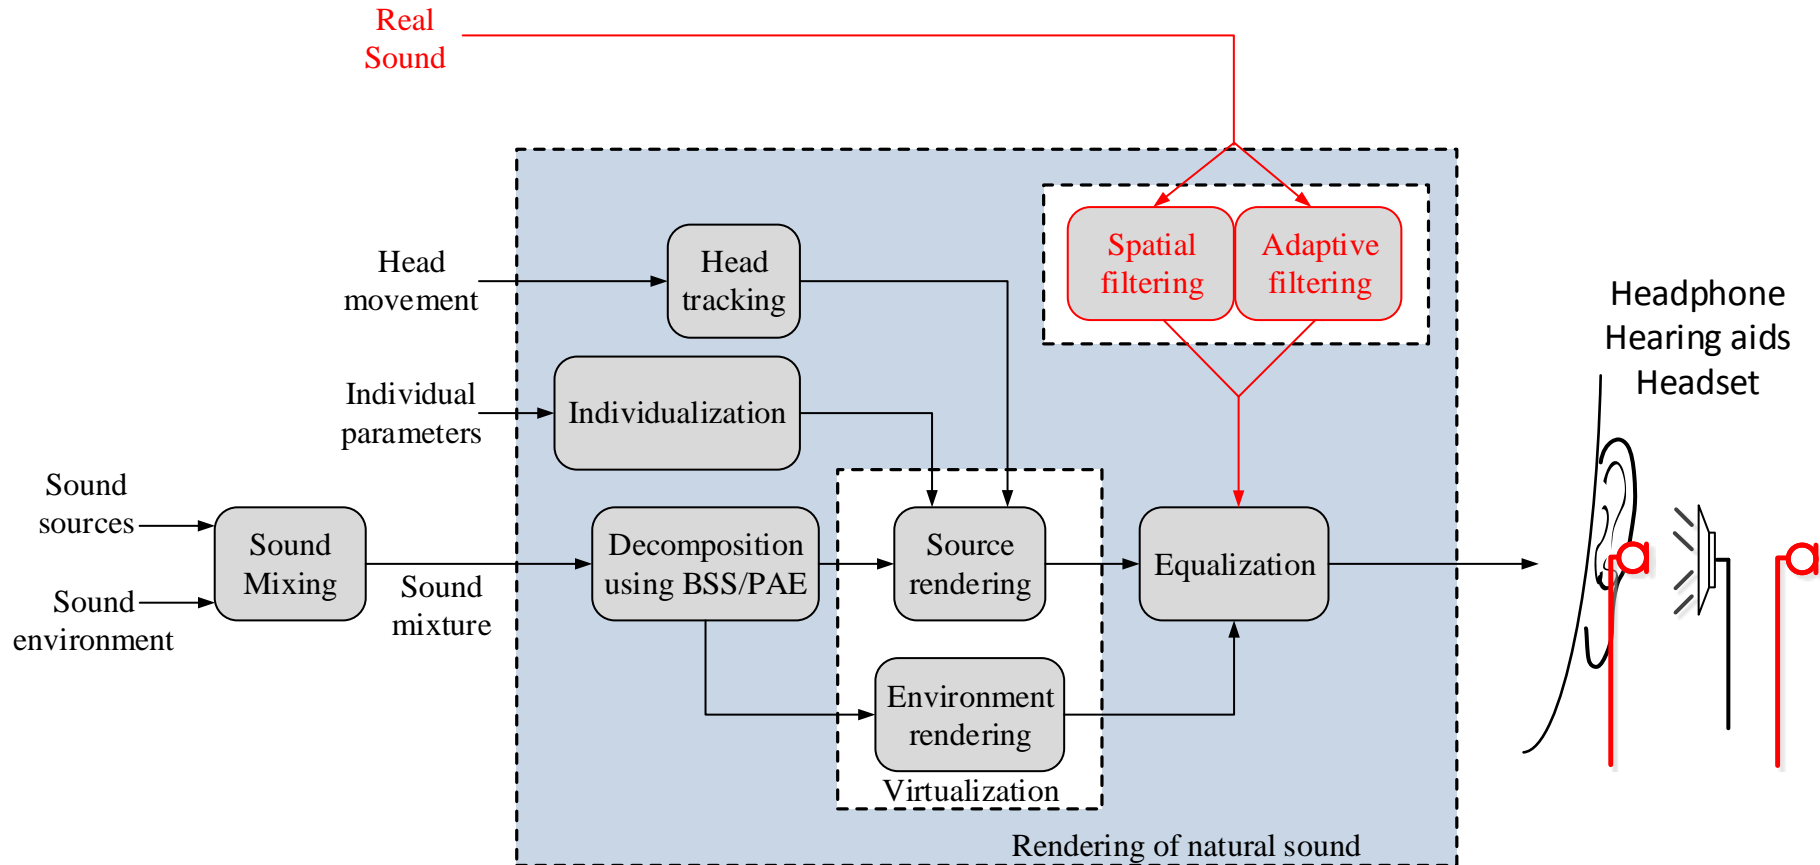 Real
Sound
Spatial
filtering
Adaptive
filtering
Head
movement
Head
tracking
Headphone
Hearing aids
Headset
Individual
parameters
Individualization
Sound
sources
Sound
environment
Sound
Mixing
Sound
mixture
Decomposition
using BSS/PAE
Source
rendering
Equalization
Environment
rendering
Virtualization
Rendering of natural sound